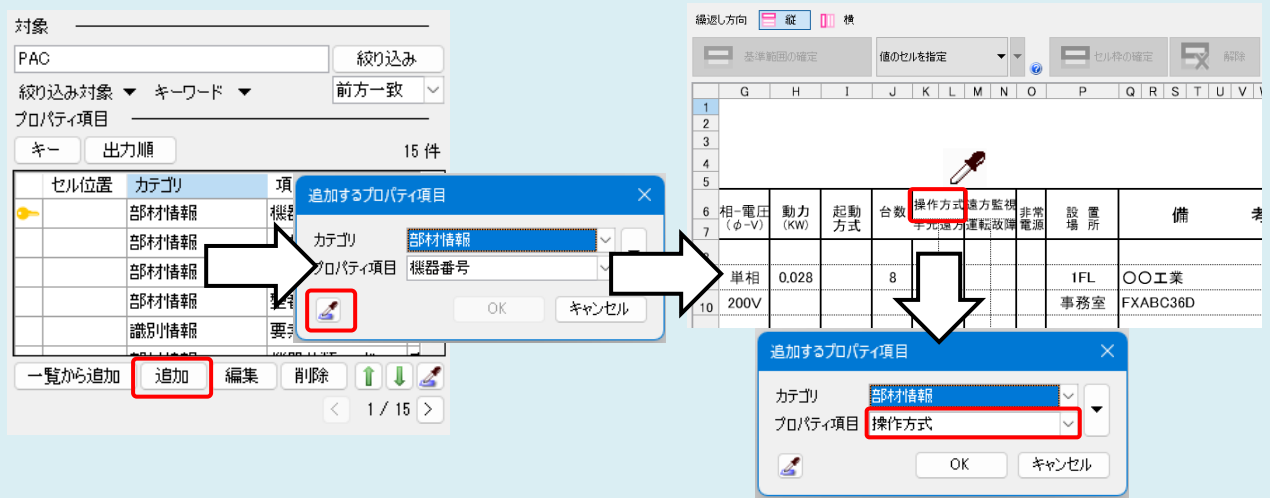 対象
PAC 絞り込み
絞り込み対象 ▼ キーワード ▼ 前方一致
プロパティ項目
キー 出力順 15 件
セル位置 カテゴリ 項
部材情報 機器
部材情報
部材情報
部材情報
識別情報 要
一覧から追加 追加 編集 削除
1 / 15
追加するプロパティ項目
カテゴリ 部材情報
プロパティ項目 機器番号
OK キャンセル
繰返し方向 縦 横
基準範囲の確定 値のセルを指定 セル枠の確定 解除
G H I J K L M N O P Q R S T U V
1
2
3
4
5
6 相-電圧 動力 起動 台数 操作方式 遠方監視 非常 設置 備 考
7 (φ-V) (KW) 方式 手元 遠方 運転 故障 電源 場所
単相 0.028 8 1FL 〇〇工業
10 200V 事務室 FXABC36D
追加するプロパティ項目
カテゴリ 部材情報
プロパティ項目 操作方式
OK キャンセル